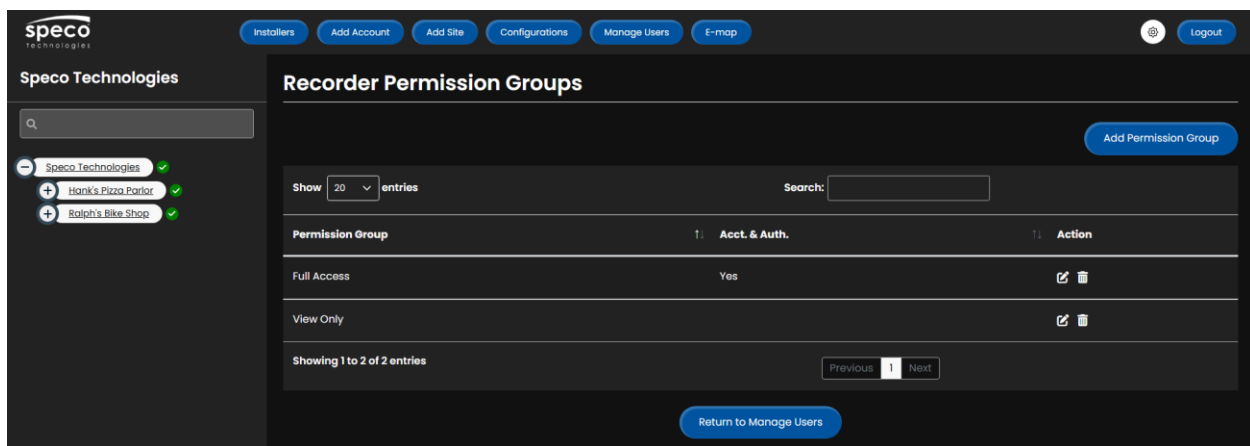 speco
technologies
Installers Add Account Add Site Configurations Manage Users E-map Logout
Speco Technologies
Speco Technologies
Hank's Pizza Parlor
Ralph's Bike Shop
Recorder Permission Groups
Add Permission Group
Show 20 entries Search:
Permission Group Acct. & Auth. Action
Full Access Yes
View Only
Showing 1 to 2 of 2 entries Previous 1 Next
Return to Manage Users